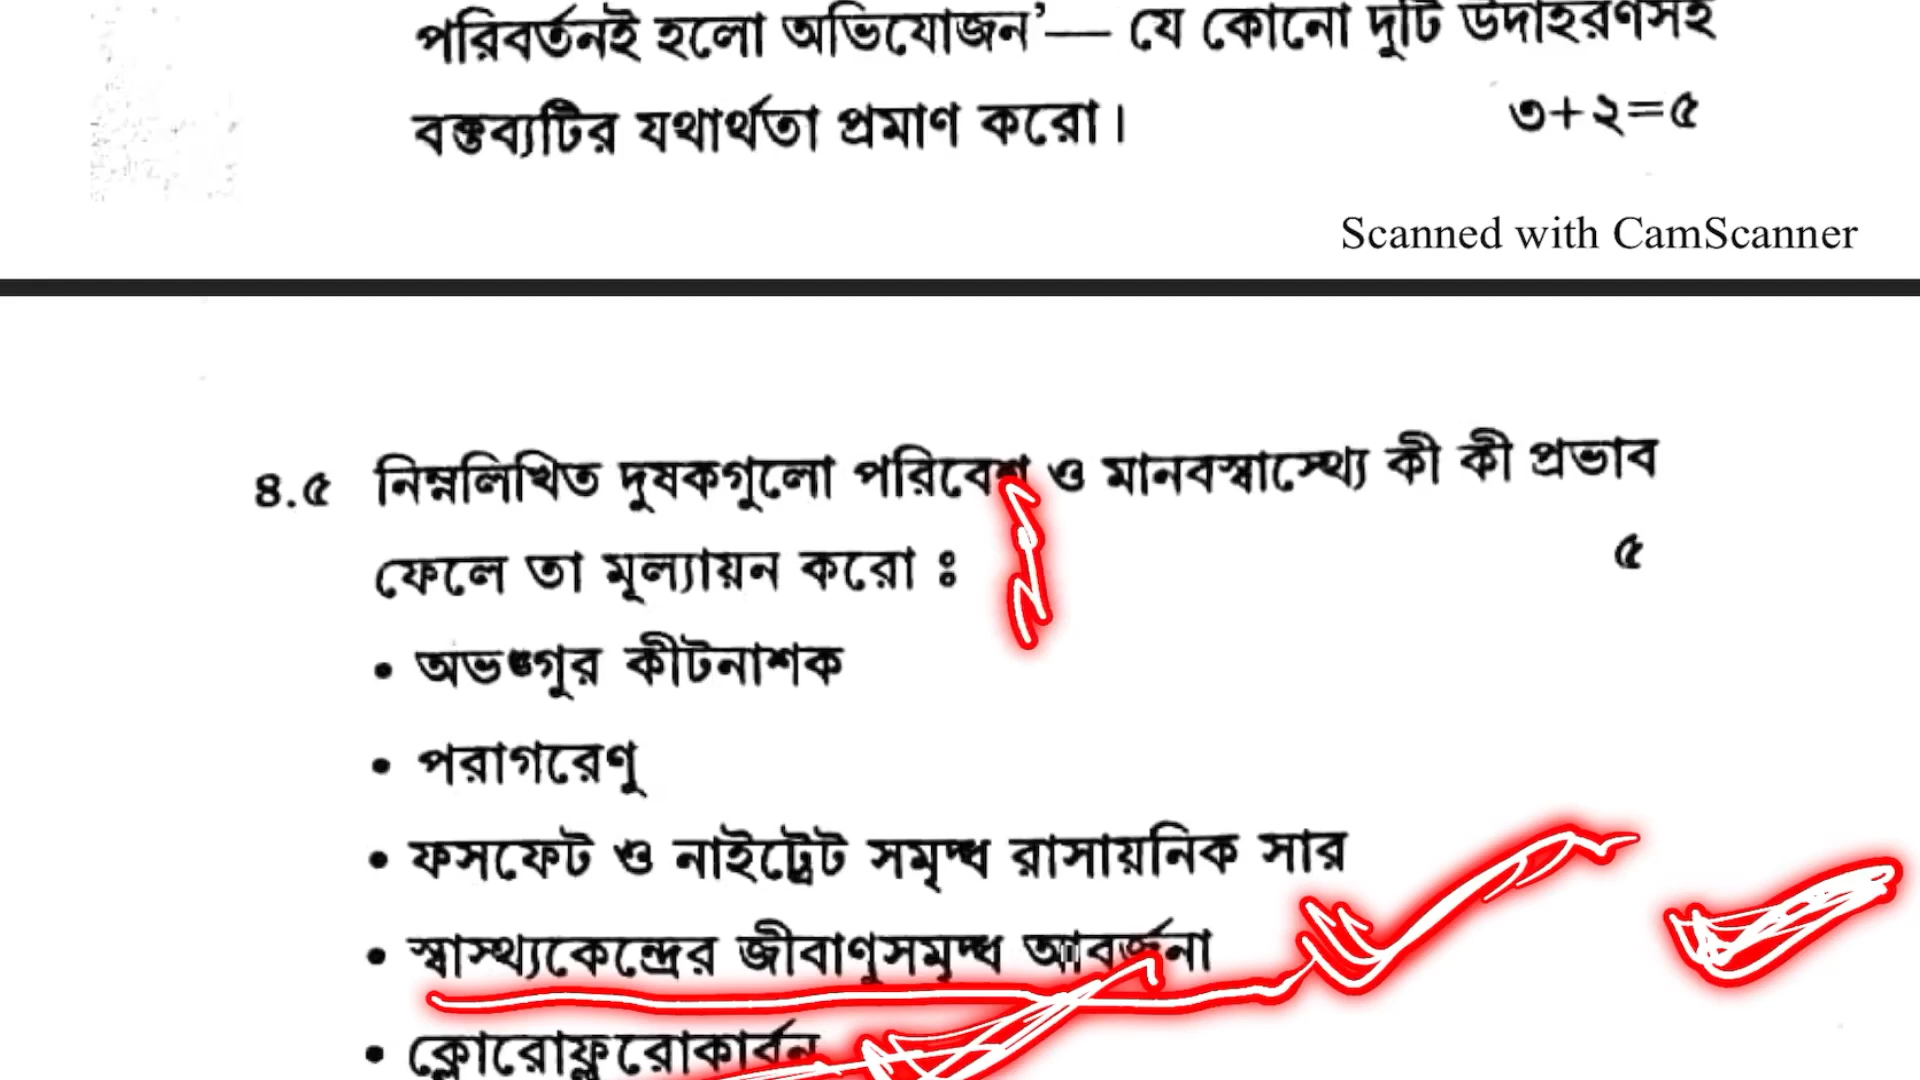 পরিবর্তনই হলো অভিযোজন’— যে কোনো দুটি উদাহরণসহ
বক্তব্যটির যথার্থতা প্রমাণ করো। ৩+২=৫
Scanned with CamScanner
৪.৫ নিম্নলিখিত দুষকগুলো পরিবেশ ও মানবস্বাস্থ্যে কী কী প্রভাব
ফেলে তা মূল্যায়ন করো ঃ ৫
• অভঙ্গুর কীটনাশক
• পরাগরেণু
• ফসফেট ও নাইট্রেট সমৃদ্ধ রাসায়নিক সার
• স্বাস্থ্যকেন্দ্রের জীবাণুসমৃদ্ধ আবর্জনা
• ক্লোরোফ্লুরোকার্বন